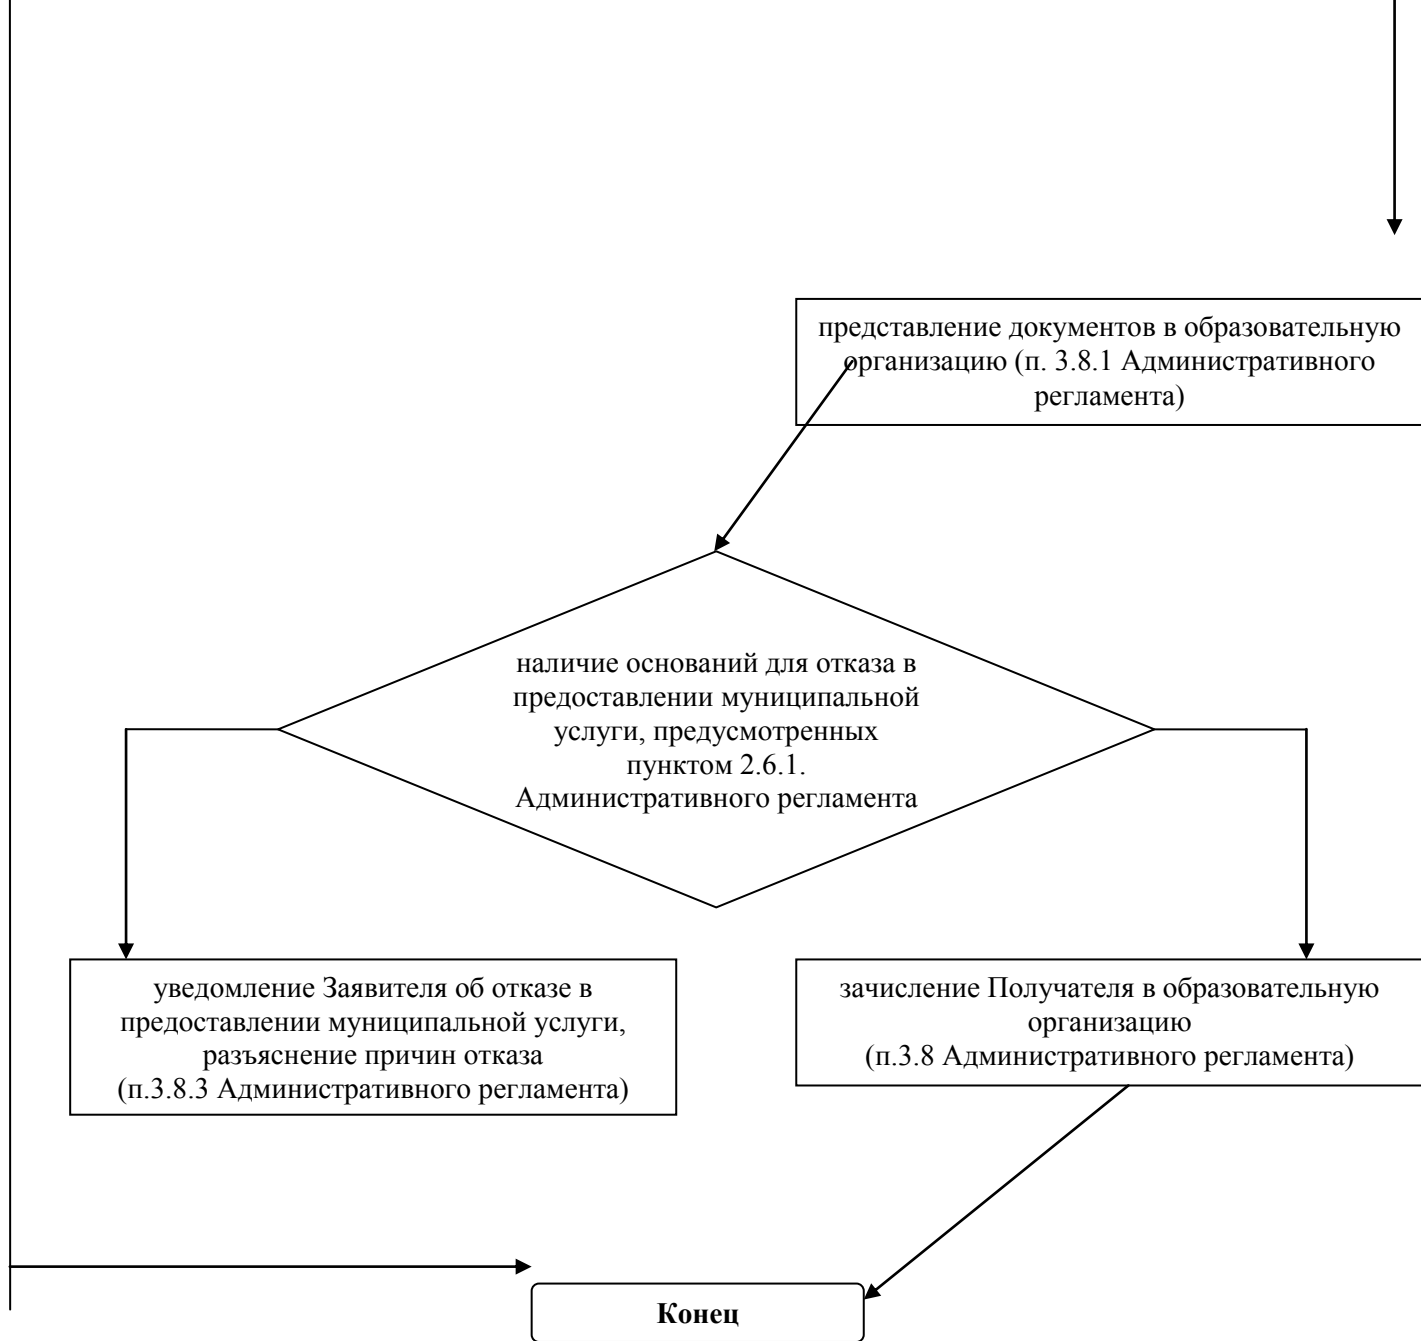 представление документов в образовательную
организацию (п. 3.8.1 Административного
регламента)
наличие оснований для отказа в
предоставлении муниципальной
услуги, предусмотренных
пунктом 2.6.1.
Административного регламента
уведомление Заявителя об отказе в
предоставлении муниципальной услуги,
разъяснение причин отказа
(п.3.8.3 Административного регламента)
зачисление Получателя в образовательную
организацию
(п.3.8 Административного регламента)
Конец